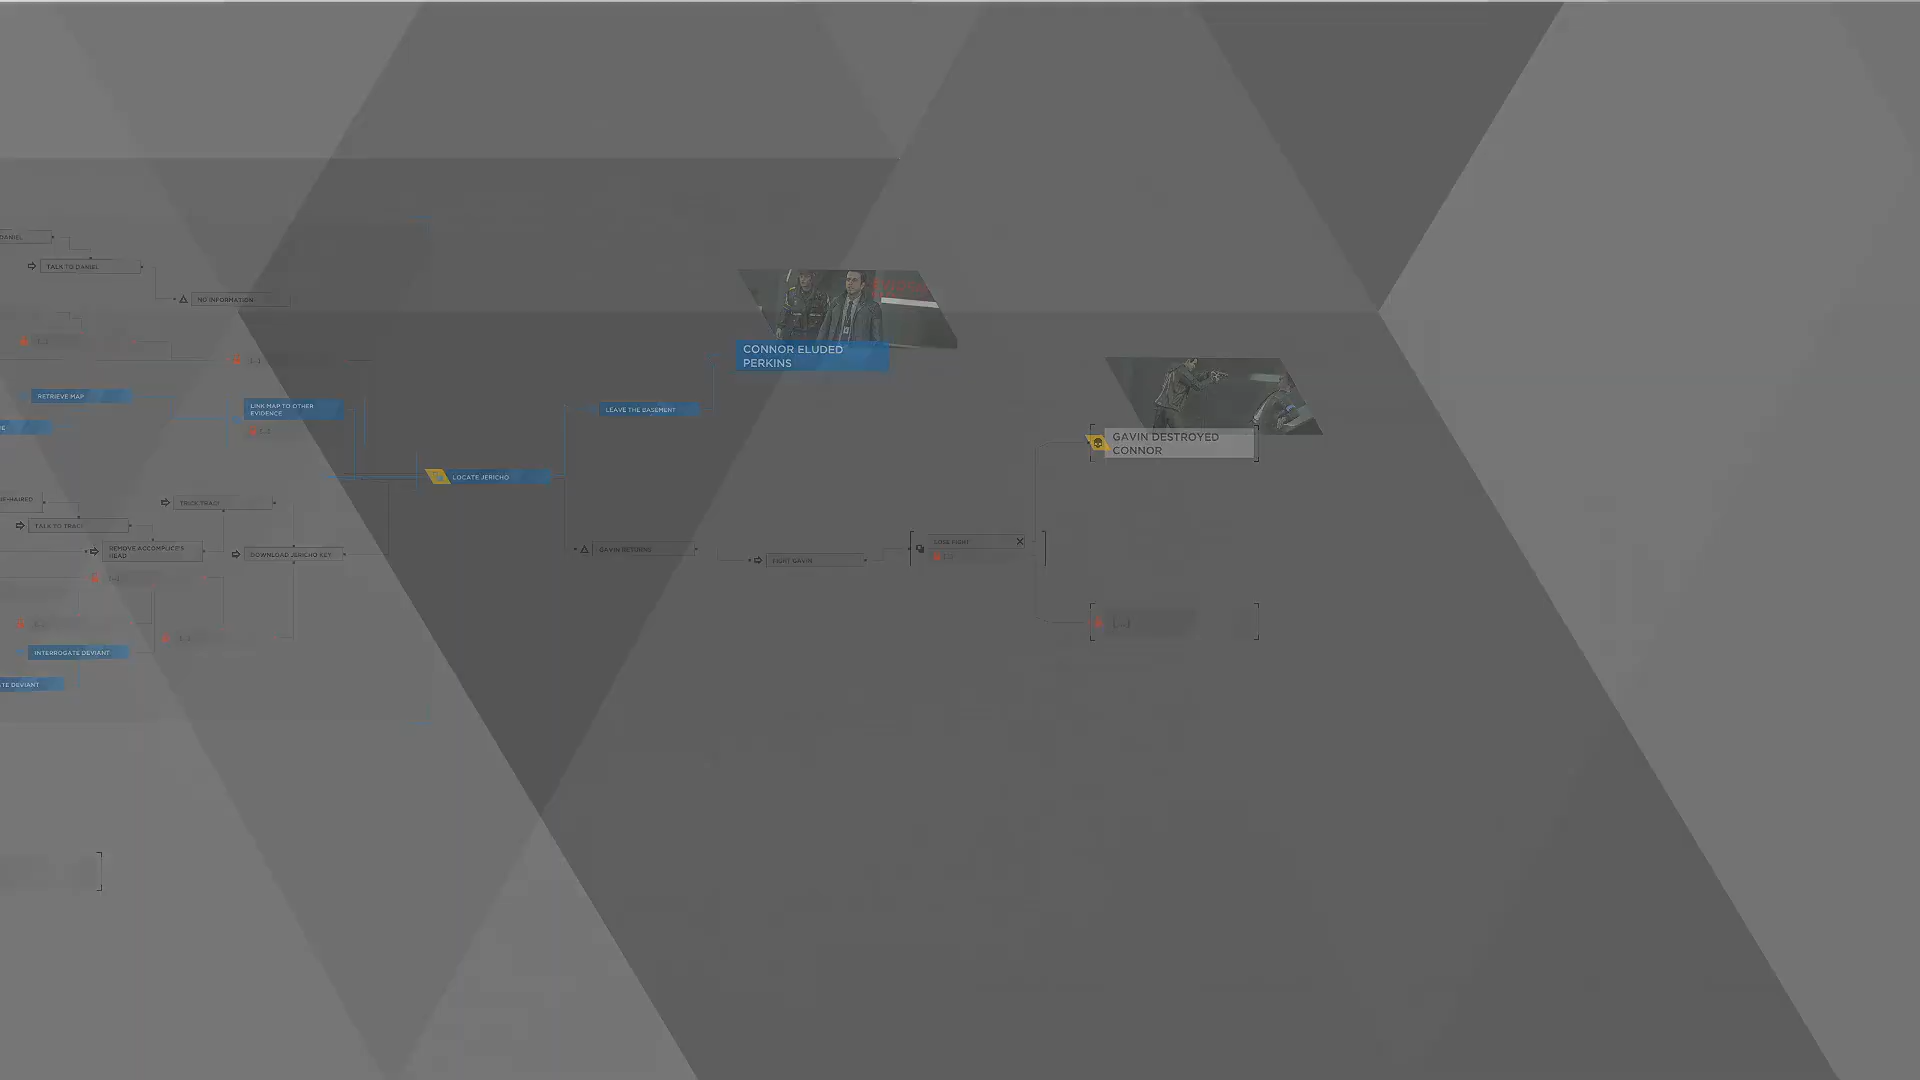 DANIEL
TALK TO DANIEL
NO INFORMATION
CONNOR ELUDED
PERKINS
RETRIEVE MAP
LINK MAP TO OTHER
EVIDENCE
LEAVE THE BASEMENT
GAVIN DESTROYED
CONNOR
LOCATE JERICHO
TRICK TRACI
TALK TO TRACI
REMOVE ACCOMPLICE'S
HEAD
DOWNLOAD JERICHO KEY
GAVIN RETURNS
FIGHT GAVIN
LOSE FIGHT
INTERROGATE DEVIANT
DEVIANT